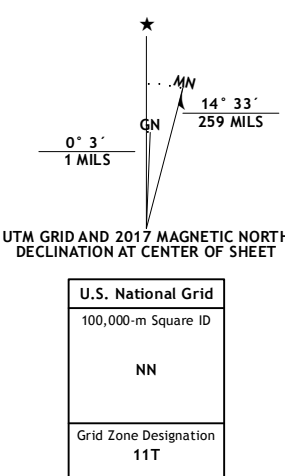 ★
MN
14° 33´
259 MILS
GN
0° 3´
1 MILS
UTM GRID AND 2017 MAGNETIC NORTH
DECLINATION AT CENTER OF SHEET
U.S. National Grid
100,000-m Square ID
NN
Grid Zone Designation
11T